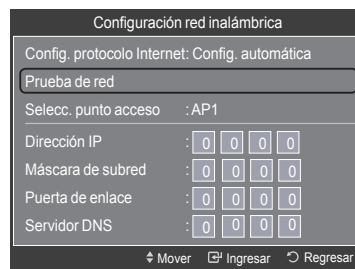 Configuración red inalámbrica
Config. protocolo Internet: Config. automática
Prueba de red
Selecc. punto acceso : AP1
Dirección IP : 0 0 0 0
Máscara de subred : 0 0 0 0
Puerta de enlace : 0 0 0 0
Servidor DNS : 0 0 0 0
Mover Ingresar Regresar